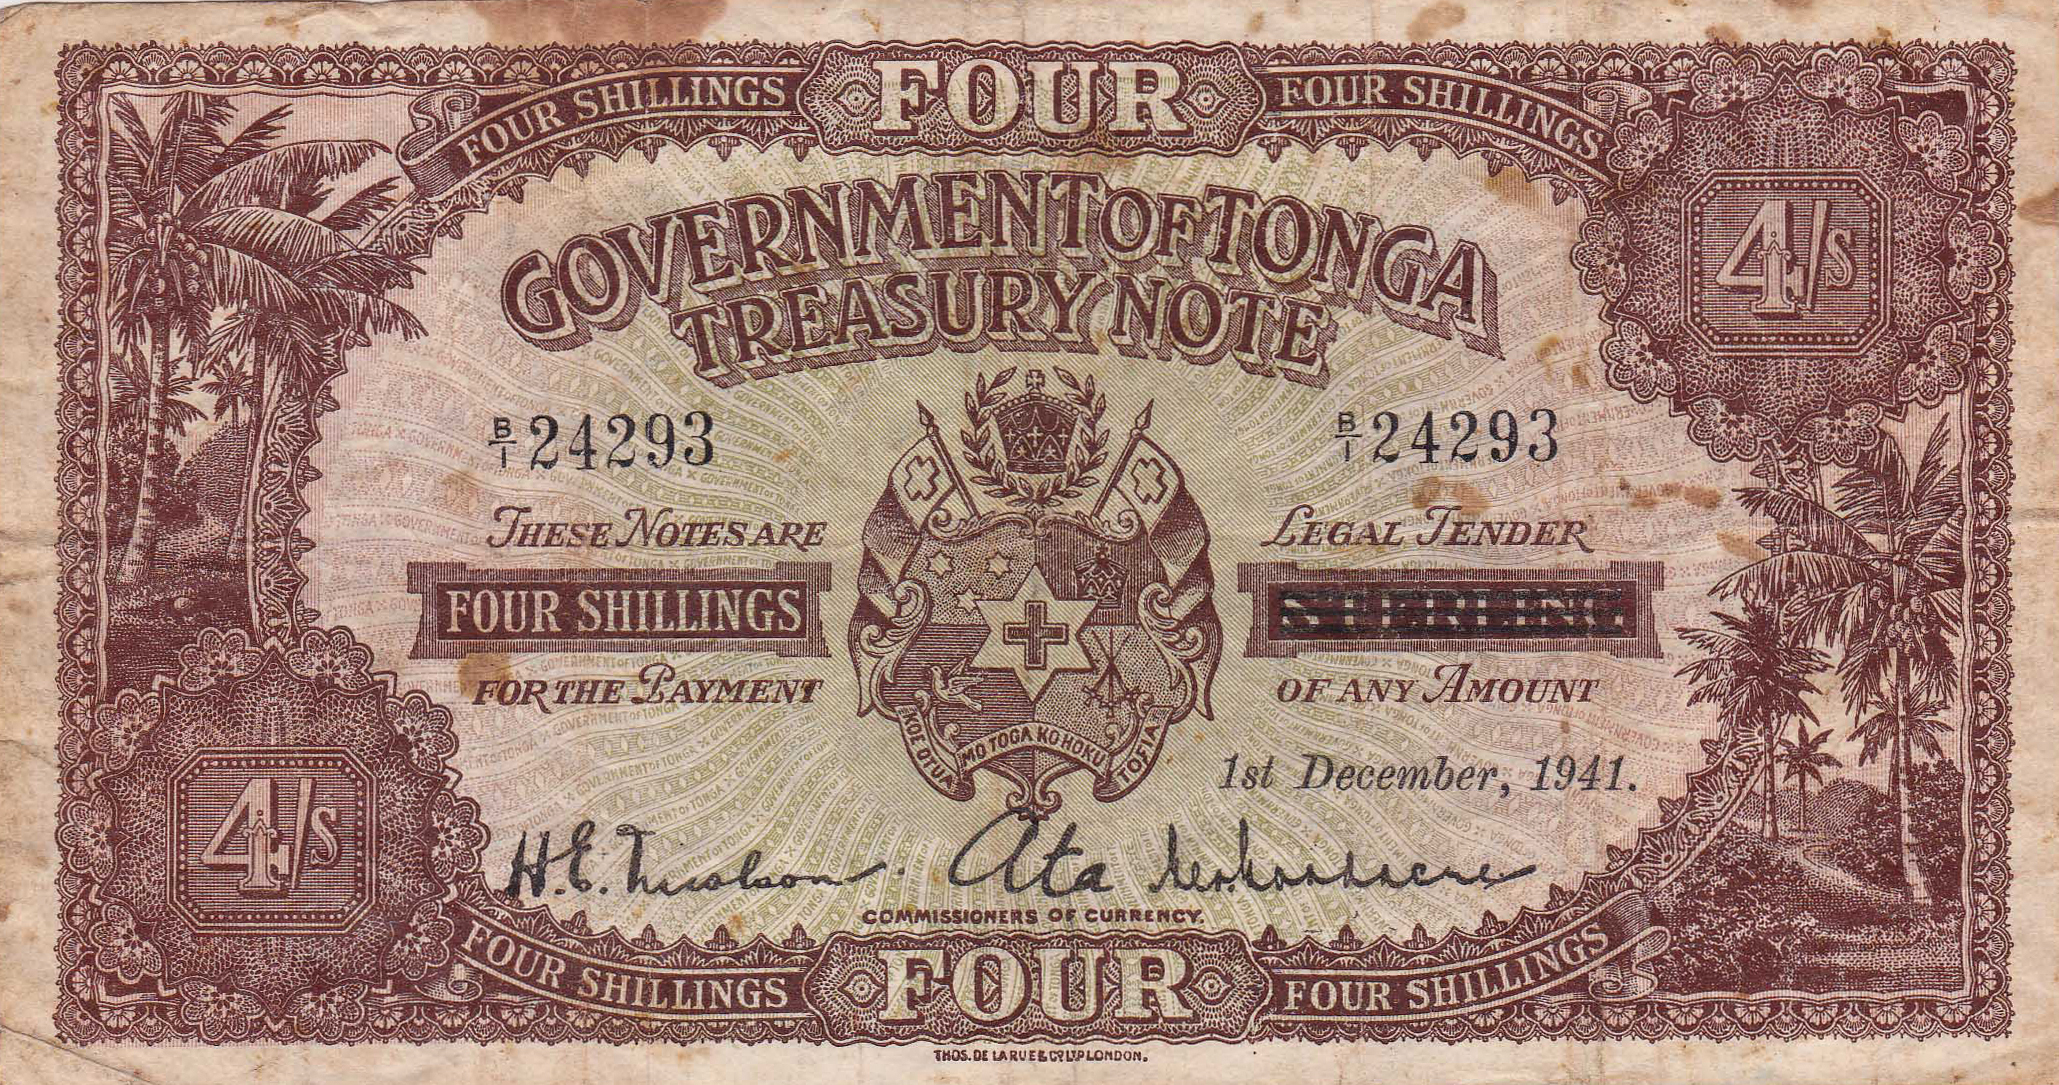 FOUR SHILLINGS FOUR FOUR SHILLINGS
GOVERNMENT OF TONGA
TREASURY NOTE
4/s
B/1 24293
B/1 24293
THESE NOTES ARE
LEGAL TENDER
FOUR SHILLINGS
STERLING
FOR THE PAYMENT
OF ANY AMOUNT
KOE OTUA MO TOGA KO HOKU TOFIA
1st December, 1941.
4/s
Ata
COMMISSIONERS OF CURRENCY.
FOUR SHILLINGS FOUR FOUR SHILLINGS
THOS. DE LA RUE & CO LTD LONDON.